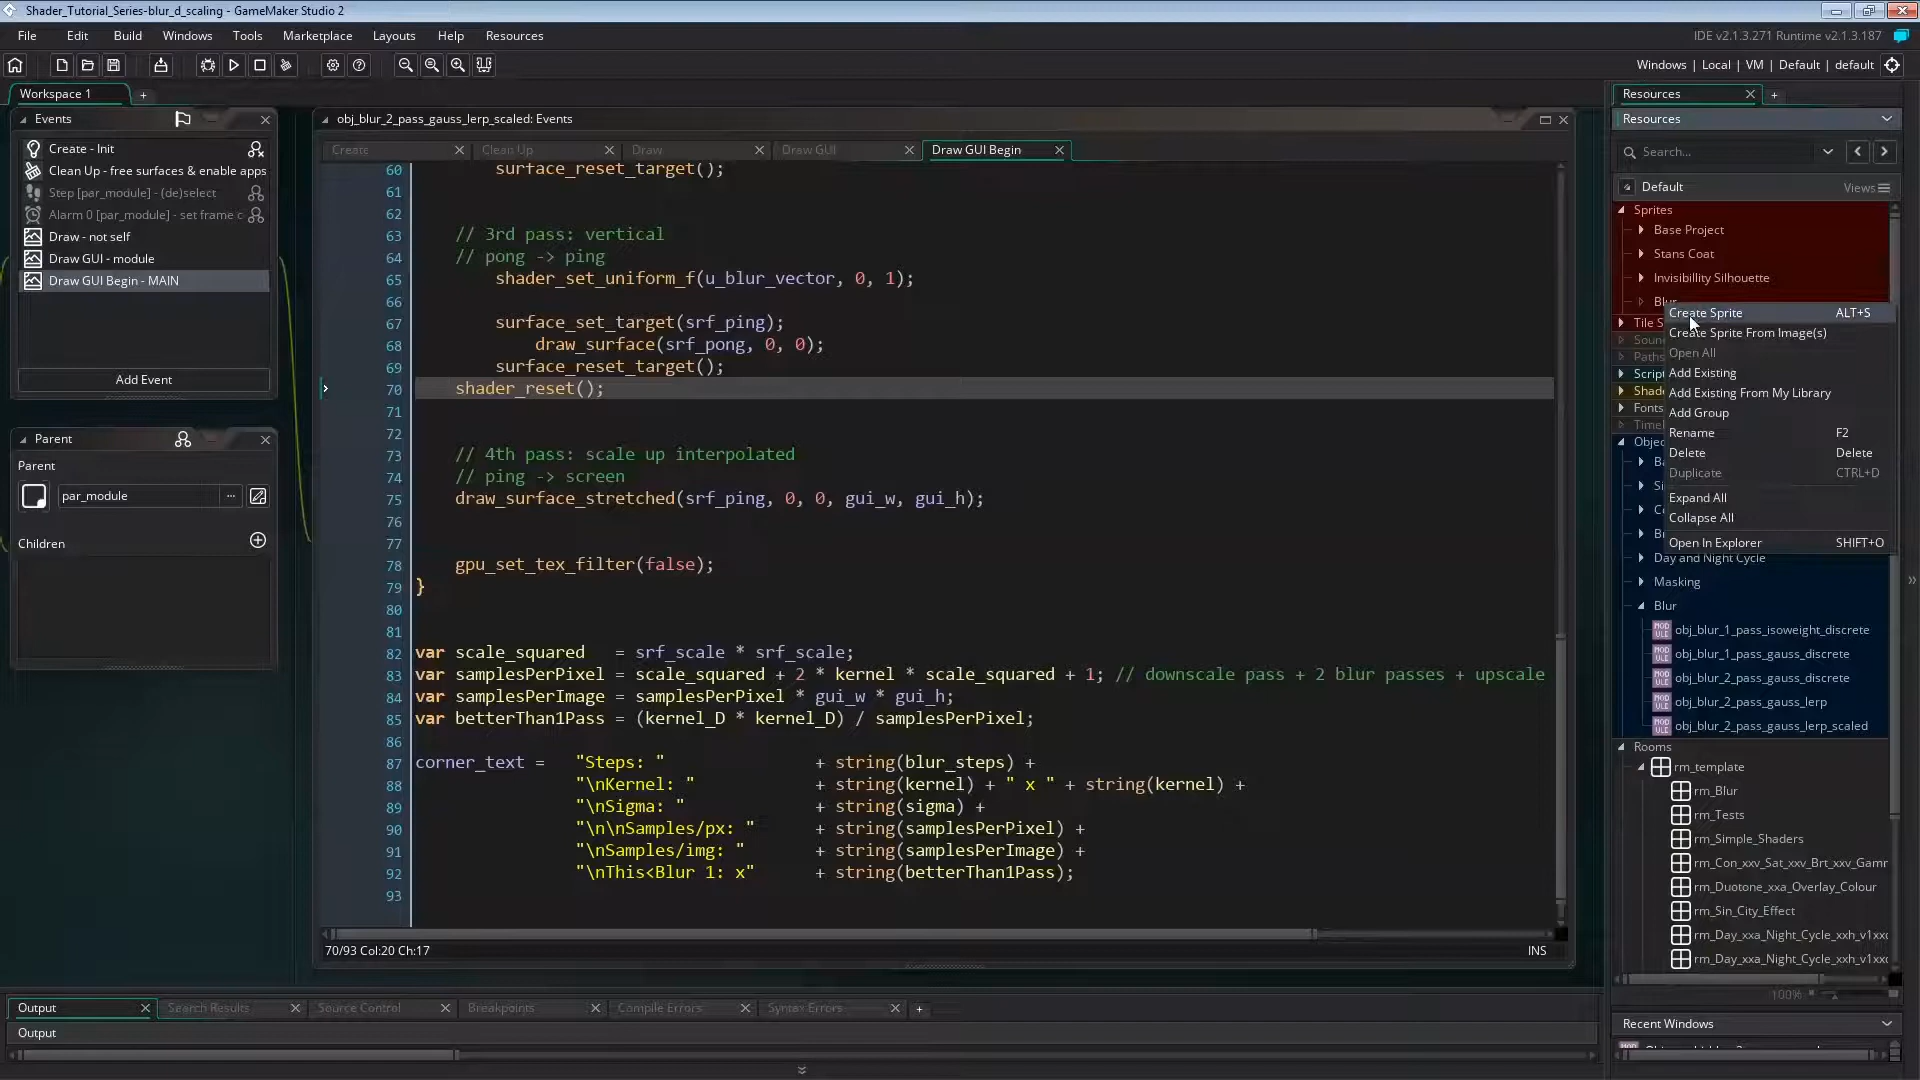 Shader_Tutorial_Series-blur_d_scaling - GameMaker Studio 2
File Edit Build Windows Tools Marketplace Layouts Help Resources
IDE v2.1.3.271 Runtime v2.1.3.187
Windows | Local | VM | Default | default
Workspace 1
Events
Create - Init
Clean Up - free surfaces & enable apps
Step [par_module] - (de)select
Alarm 0 [par_module] - set frame c
Draw - not self
Draw GUI - module
Draw GUI Begin - MAIN
Add Event
Parent
Parent
par_module
...
Children
obj_blur_2_pass_gauss_lerp_scaled: Events
Create Clean Up Draw Draw GUI Draw GUI Begin
60 surface_reset_target();
61
62
63 // 3rd pass: vertical
64 // pong -> ping
65 shader_set_uniform_f(u_blur_vector, 0, 1);
66
67 surface_set_target(srf_ping);
68 draw_surface(srf_pong, 0, 0);
69 surface_reset_target();
70 shader_reset();
71
72
73 // 4th pass: scale up interpolated
74 // ping -> screen
75 draw_surface_stretched(srf_ping, 0, 0, gui_w, gui_h);
76
77
78 gpu_set_tex_filter(false);
79 }
80
81
82 var scale_squared = srf_scale * srf_scale;
83 var samplesPerPixel = scale_squared + 2 * kernel * scale_squared + 1; // downscale pass + 2 blur passes + upscale
84 var samplesPerImage = samplesPerPixel * gui_w * gui_h;
85 var betterThan1Pass = (kernel_D * kernel_D) / samplesPerPixel;
86
87 corner_text = "Steps: " + string(blur_steps) +
88 "\nKernel: " + string(kernel) + " x " + string(kernel) +
89 "\nSigma: " + string(sigma) +
90 "\n\nSamples/px: " + string(samplesPerPixel) +
91 "\nSamples/img: " + string(samplesPerImage) +
92 "\nThis<Blur 1: x" + string(betterThan1Pass);
93
70/93 Col:20 Ch:17
INS
Output Search Results Source Control Breakpoints Compile Errors Syntax Errors
Output
Resources
Resources
Search...
Default
Views
Sprites
Base Project
Stans Coat
Invisibillity Silhouette
Blur
Tile S
Soun
Paths
Script
Shade
Fonts
Timel
Objec
Ba
Si
Co
Br
Create Sprite ALT+S
Create Sprite From Image(s)
Open All
Add Existing
Add Existing From My Library
Add Group
Rename F2
Delete Delete
Duplicate CTRL+D
Expand All
Collapse All
Open In Explorer SHIFT+O
Day and Night Cycle
Masking
Blur
obj_blur_1_pass_isoweight_discrete
obj_blur_1_pass_gauss_discrete
obj_blur_2_pass_gauss_discrete
obj_blur_2_pass_gauss_lerp
obj_blur_2_pass_gauss_lerp_scaled
Rooms
rm_template
rm_Blur
rm_Tests
rm_Simple_Shaders
rm_Con_xxv_Sat_xxv_Brt_xxv_Gamr
rm_Duotone_xxa_Overlay_Colour
rm_Sin_City_Effect
rm_Day_xxa_Night_Cycle_xxh_v1xxc
rm_Day_xxa_Night_Cycle_xxh_v1xxc
100%
Recent Windows